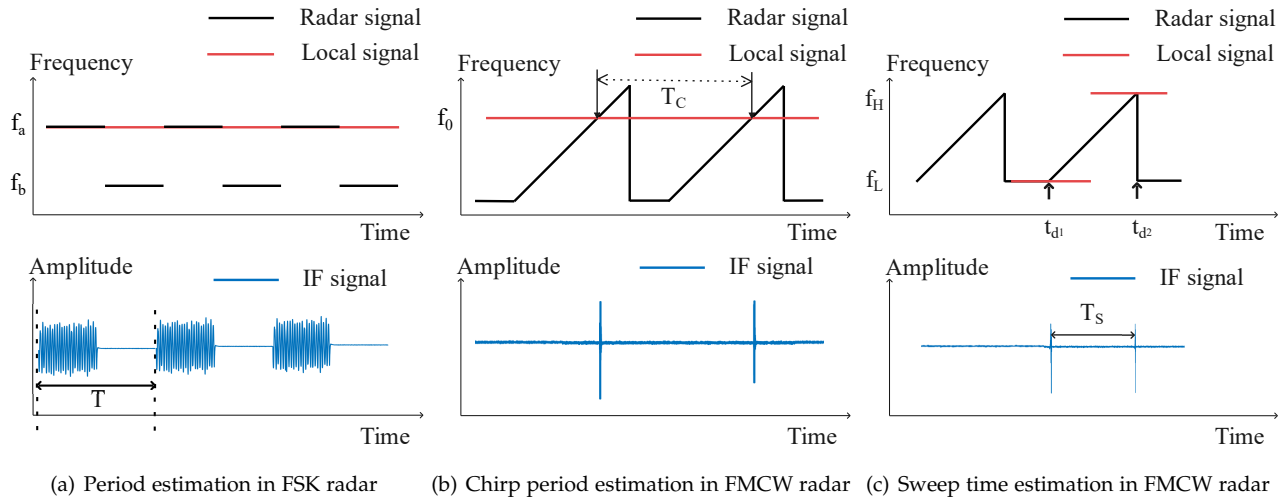 Radar signal
Local signal
Frequency
f_a
f_b
Time
Amplitude
IF signal
T
Time
(a) Period estimation in FSK radar
Radar signal
Local signal
Frequency
T_C
f_0
Time
Amplitude
IF signal
Time
(b) Chirp period estimation in FMCW radar
Radar signal
Local signal
Frequency
f_H
f_L
t_d1
t_d2
Time
Amplitude
IF signal
T_S
Time
(c) Sweep time estimation in FMCW radar